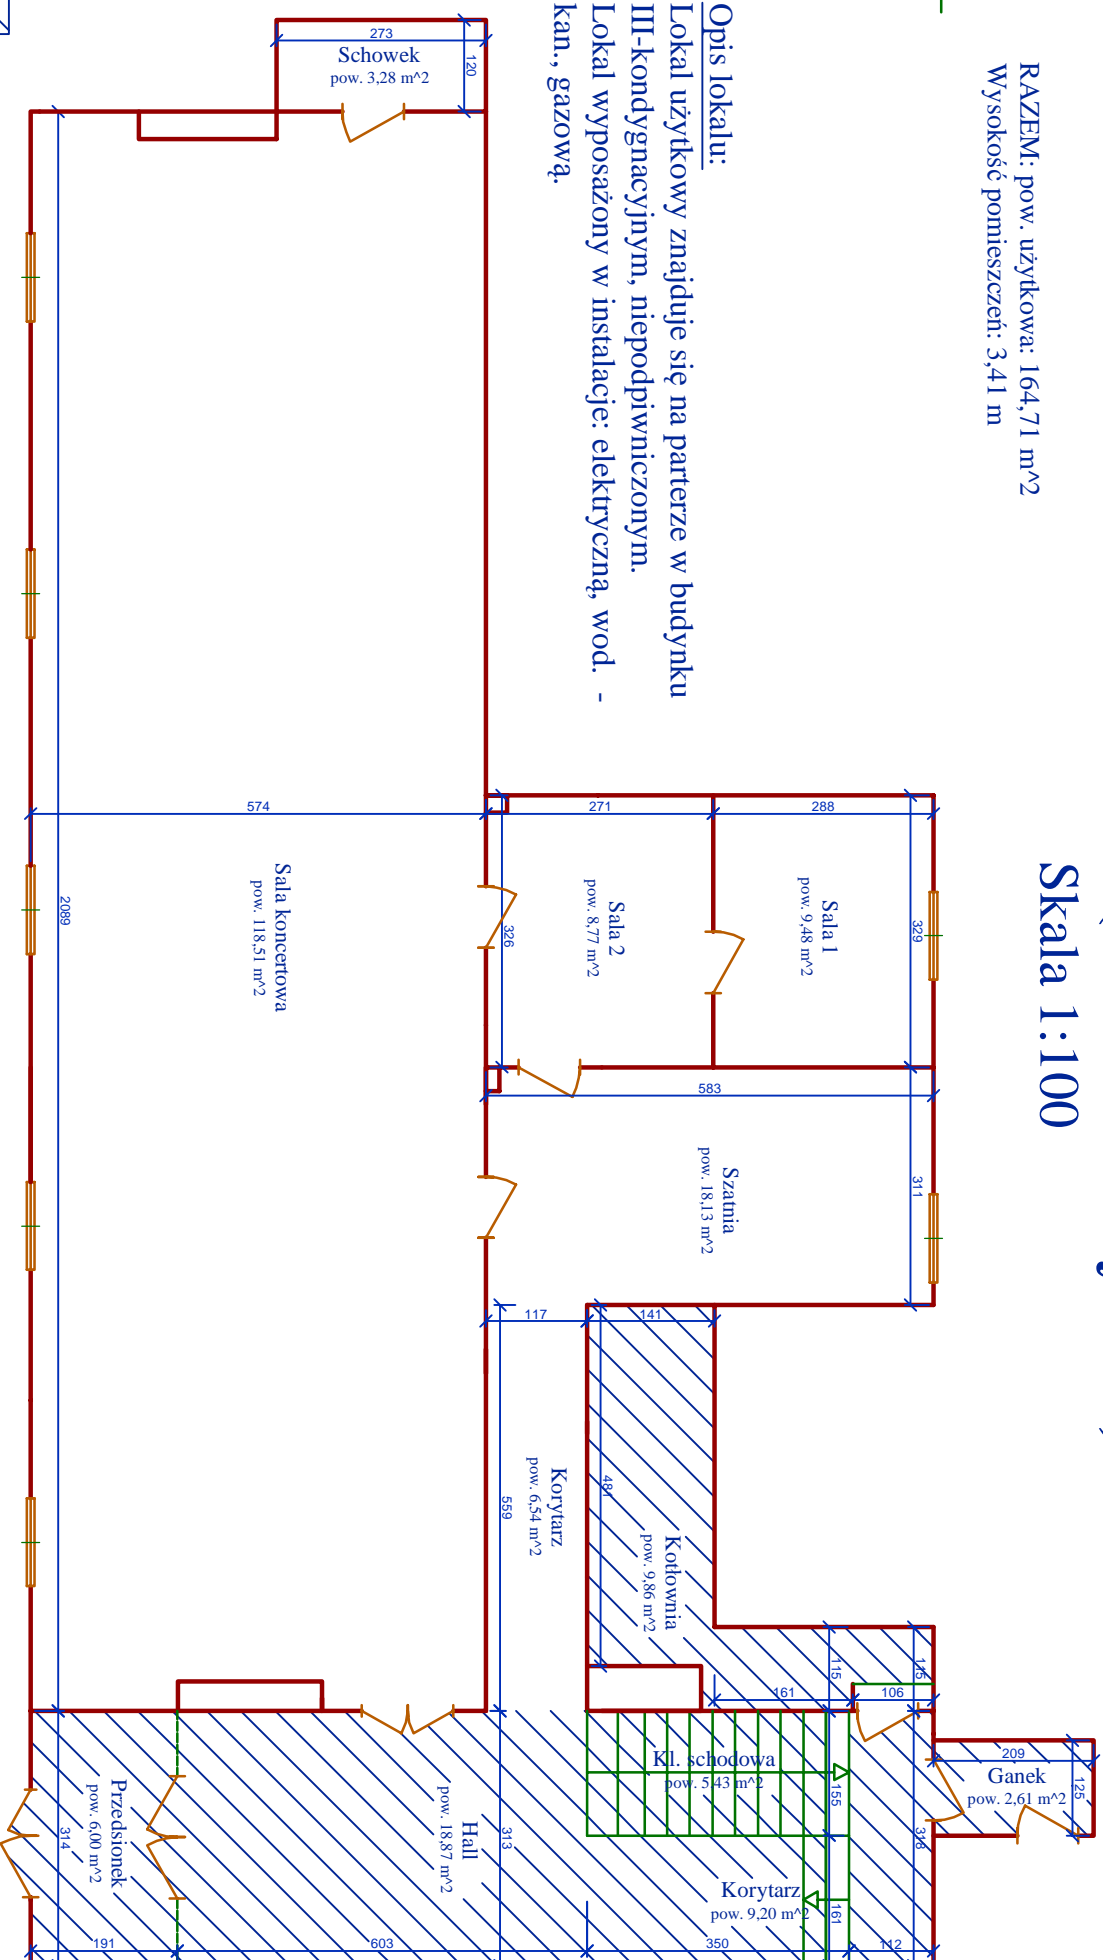 RAZEM: pow. użytkowa: 164,71 m^2
Wysokość pomieszczeń: 3,41 m
Skala 1:100
Opis lokalu:
Lokal użytkowy znajduje się na parterze w budynku
III-kondygnacyjnym, niepodpiwniczonym.
Lokal wyposażony w instalacje: elektryczną, wod. -
kan., gazową.
273
120
Schowek
pow. 3,28 m^2
574
271
288
2089
Sala koncertowa
pow. 118,51 m^2
326
Sala 2
pow. 8,77 m^2
Sala 1
pow. 9,48 m^2
329
583
Szatnia
pow. 18,13 m^2
311
117
141
559
Korytarz
pow. 6,54 m^2
481
Kotłownia
pow. 9,86 m^2
115
115
161
106
Kl. schodowa
pow. 5,43 m^2
155
318
209
Ganek
pow. 2,61 m^2
125
314
Przedsionek
pow. 6,00 m^2
Hall
pow. 18,87 m^2
313
Korytarz
pow. 9,20 m^2
161
191
603
350
112